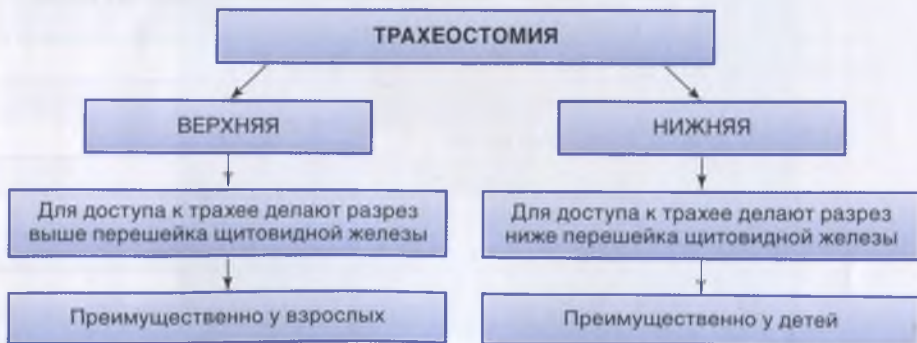 ТРАХЕОСТОМИЯ
ВЕРХНЯЯ
НИЖНЯЯ
Для доступа к трахее делают разрез
выше перешейка щитовидной железы
Для доступа к трахее делают разрез
ниже перешейка щитовидной железы
Преимущественно у взрослых
Преимущественно у детей